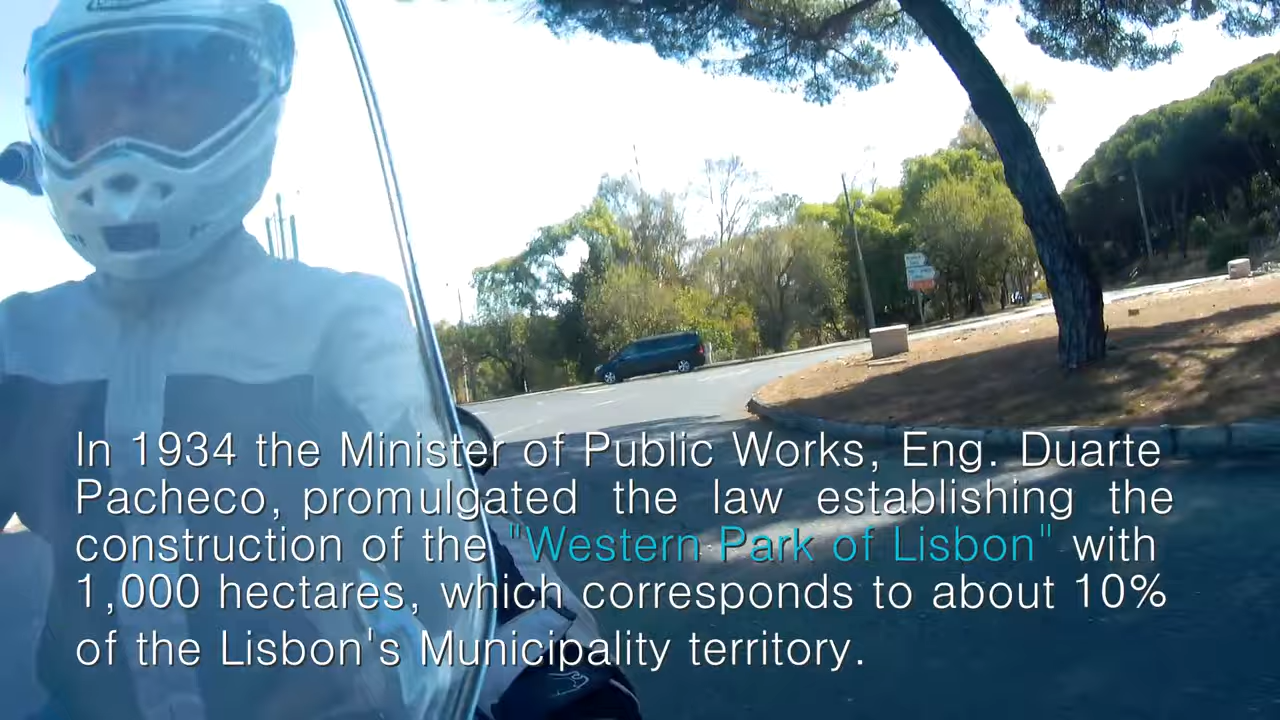 In 1934 the Minister of Public Works, Eng. Duarte
Pacheco, promulgated the law establishing the
construction of the "Western Park of Lisbon" with
1,000 hectares, which corresponds to about 10%
of the Lisbon's Municipality territory.